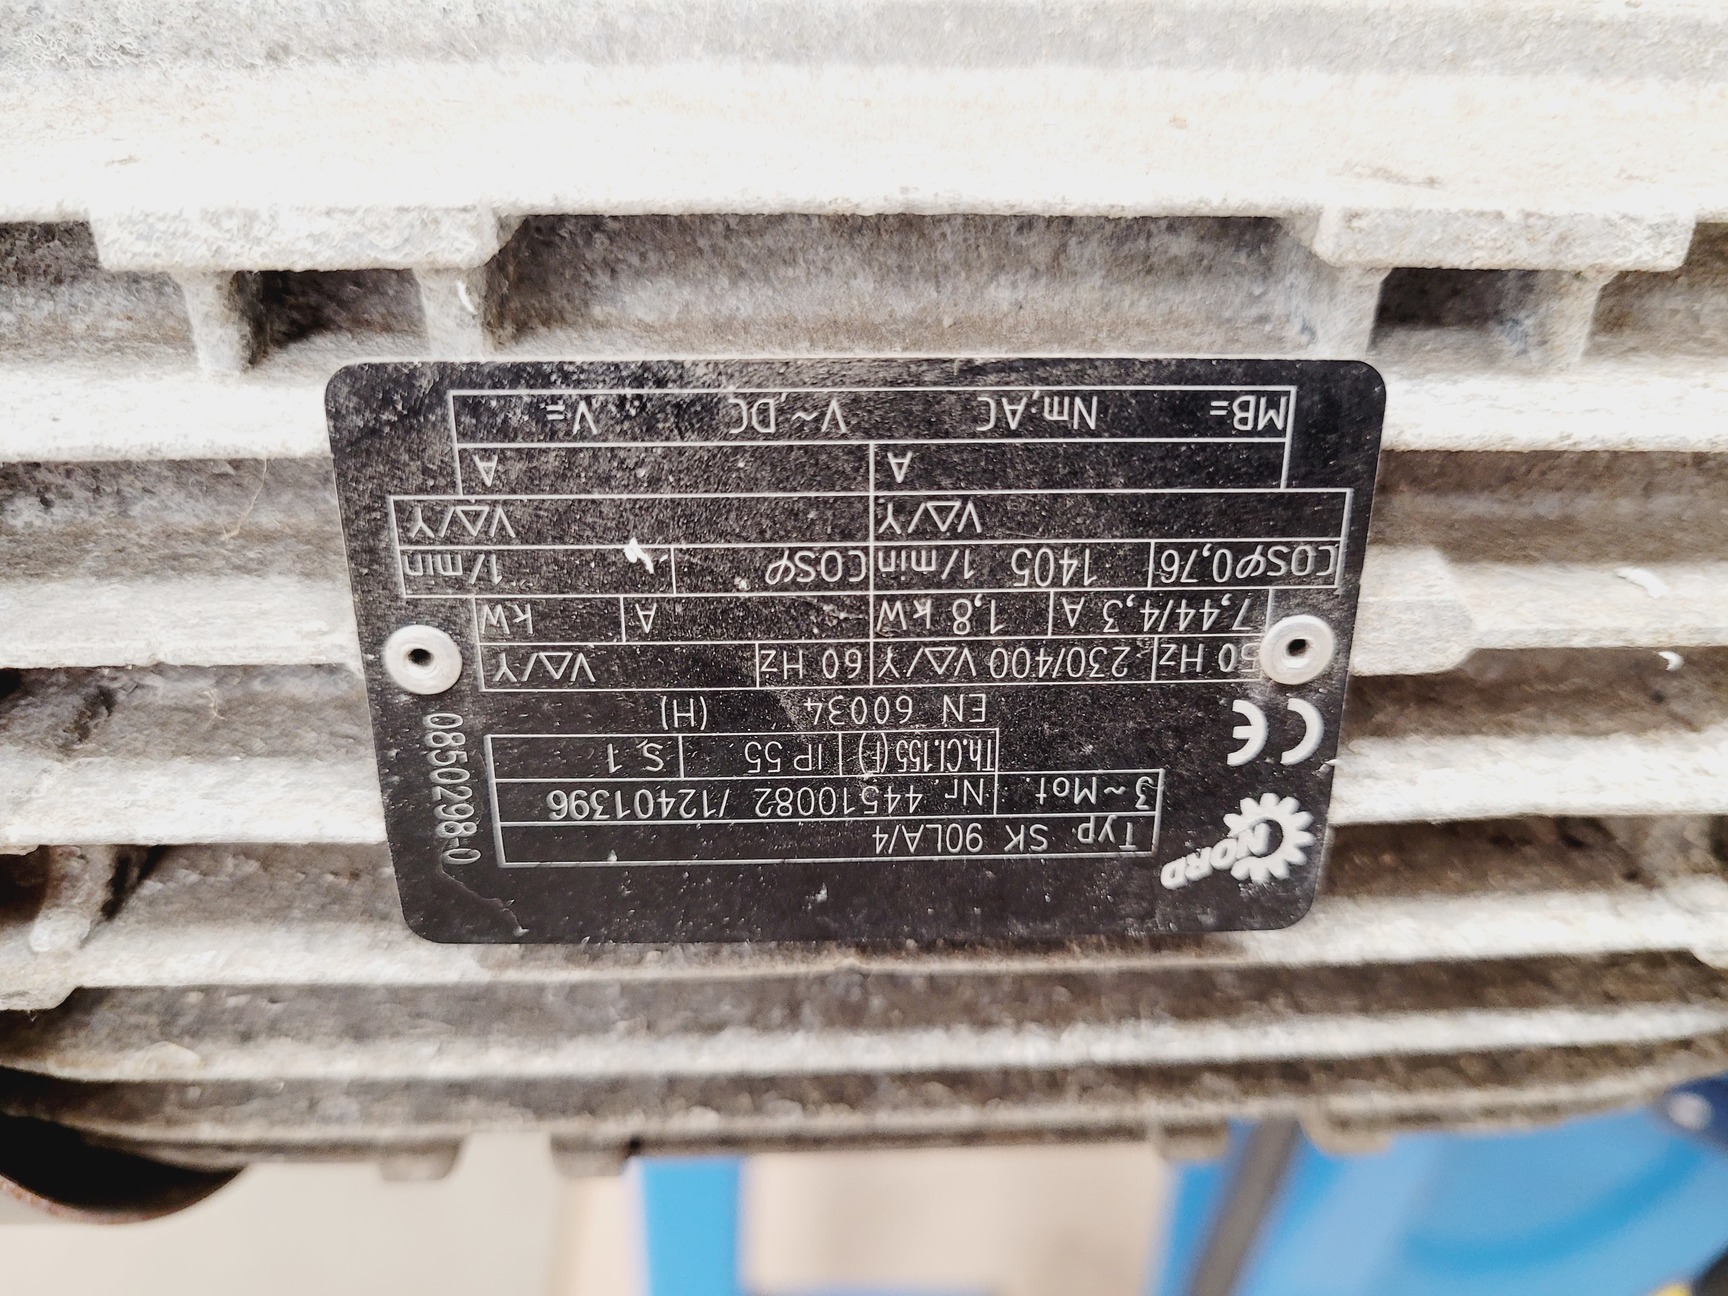 NORD
Typ SK 90LA/4
3~Mot. Nr. 44510082 /12401396
Th.Cl.155(F) IP 55 S 1
CE EN 60034 (H)
0850298-0
50 Hz 230/400 V△/Y 60 Hz V△/Y
7,44/4,3 A 1,8 kW A kW
COSφ0,76 1405 1/min COSφ 1/min
V△/Y V△/Y
A A
MB= Nm,AC V~,DC V=